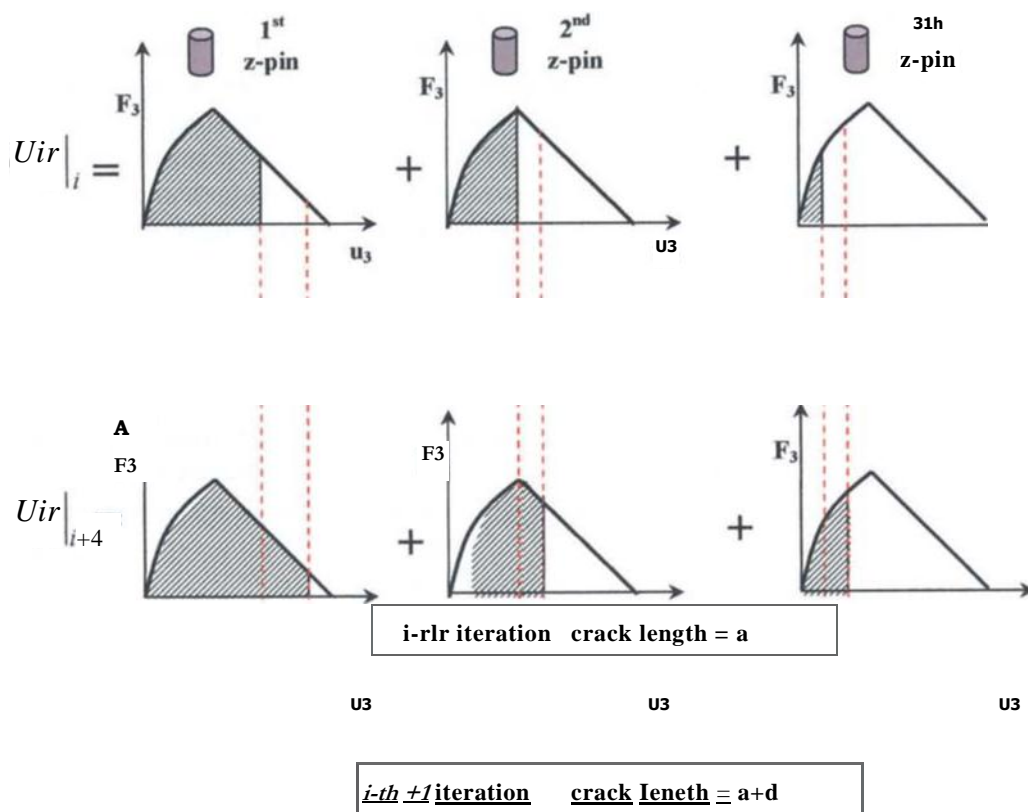 1st
z-pin
2nd
z-pin
31h
z-pin
F3
F3
F3
Uir|i =
+
+
u3
U3
A
F3
F3
F3
Uir|i+4
+
+
i-rlr iteration crack length = a
U3
U3
U3
i-th +1 iteration crack Ieneth = a+d